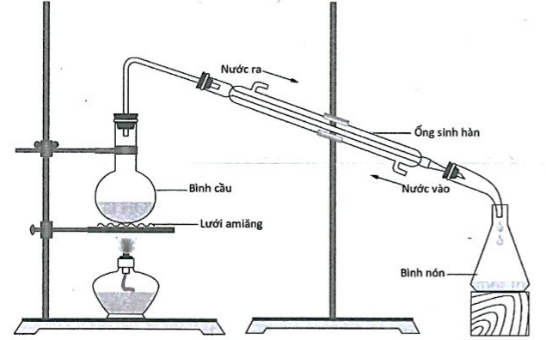 Nước ra
Ống sinh hàn
Bình cầu
Nước vào
Lưới amiăng
Bình nón